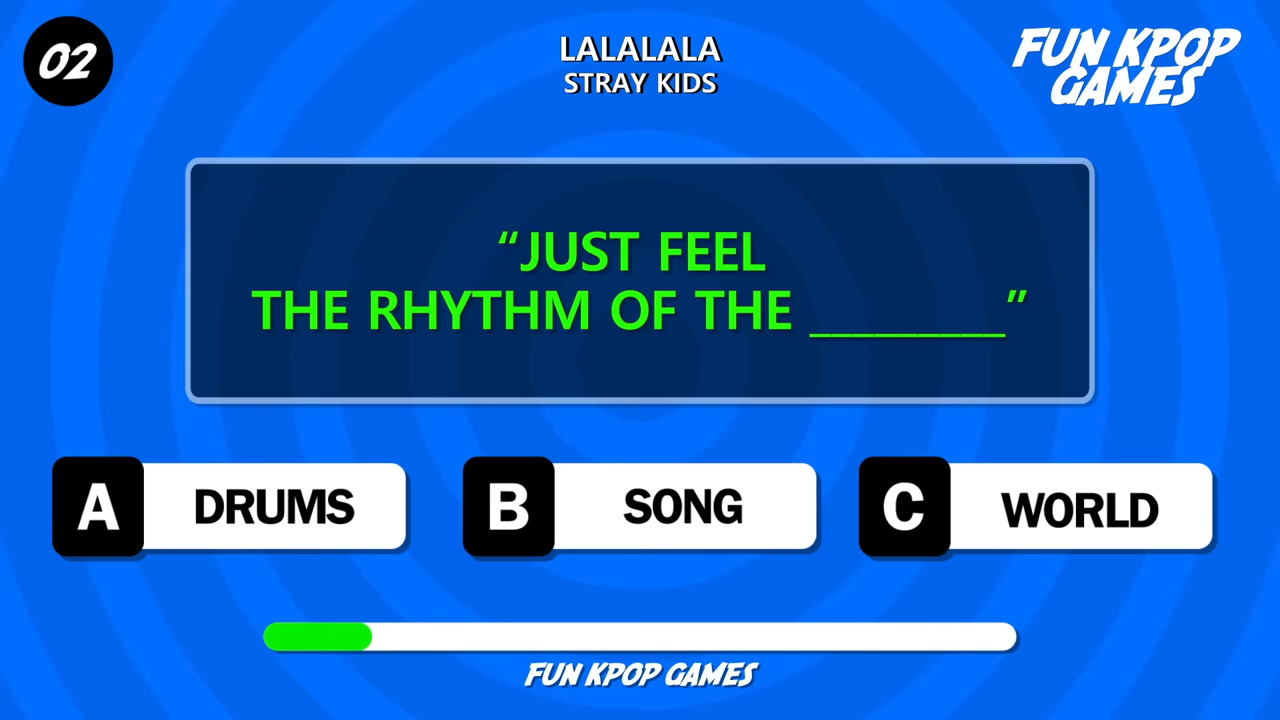 02
LALALALA
STRAY KIDS
FUN KPOP
GAMES
“JUST FEEL
THE RHYTHM OF THE _________”
A DRUMS
B SONG
C WORLD
FUN KPOP GAMES